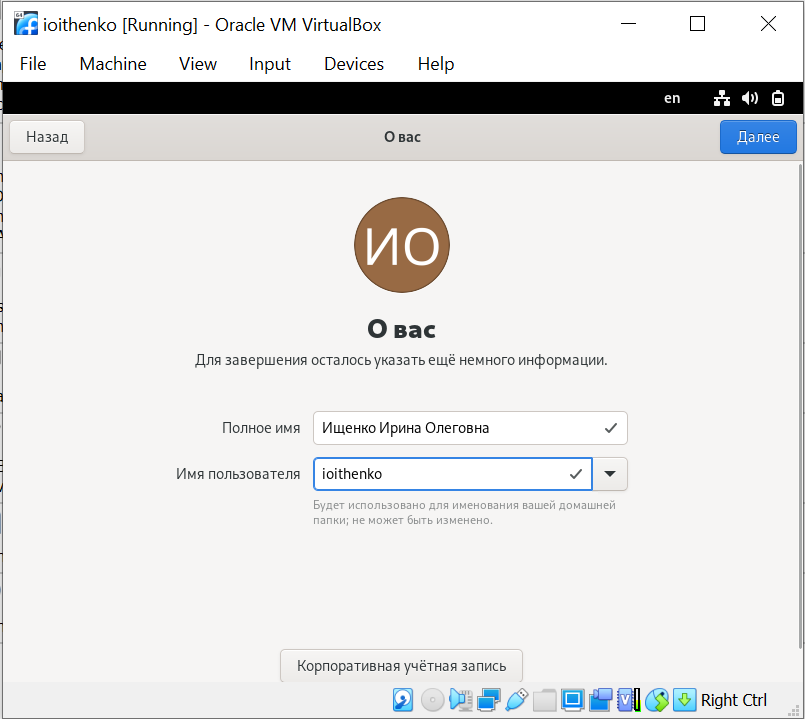 ioithenko [Running] - Oracle VM VirtualBox
File Machine View Input Devices Help
en
Назад О вас Далее
ИО
О вас
Для завершения осталось указать ещё немного информации.
Полное имя Ищенко Ирина Олеговна
Имя пользователя ioithenko
Будет использовано для именования вашей домашней
папки; не может быть изменено.
Корпоративная учётная запись
Right Ctrl